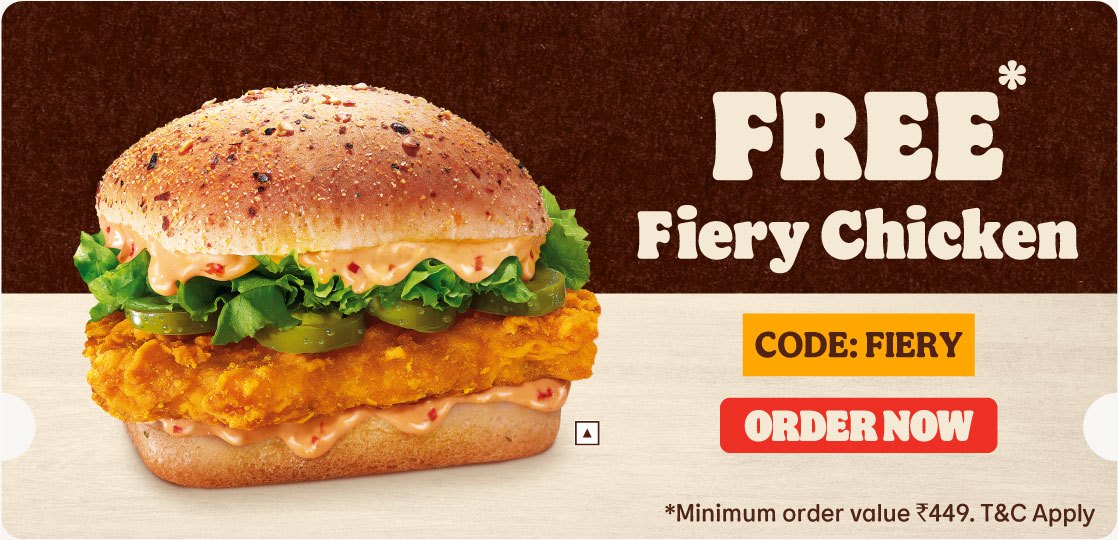 FREE*
Fiery Chicken
CODE: FIERY
ORDER NOW
*Minimum order value ₹449. T&C Apply